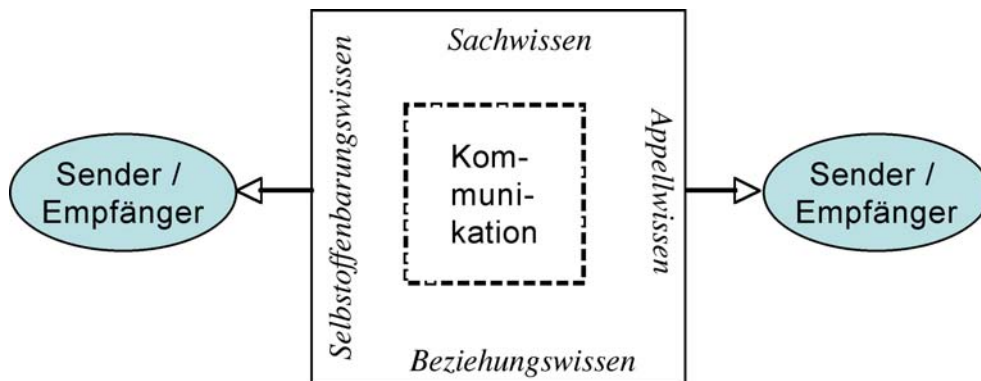 Sachwissen
Selbstoffenbarungswissen
Sender /
Empfänger
Kom-
muni-
kation
Appellwissen
Sender /
Empfänger
Beziehungswissen